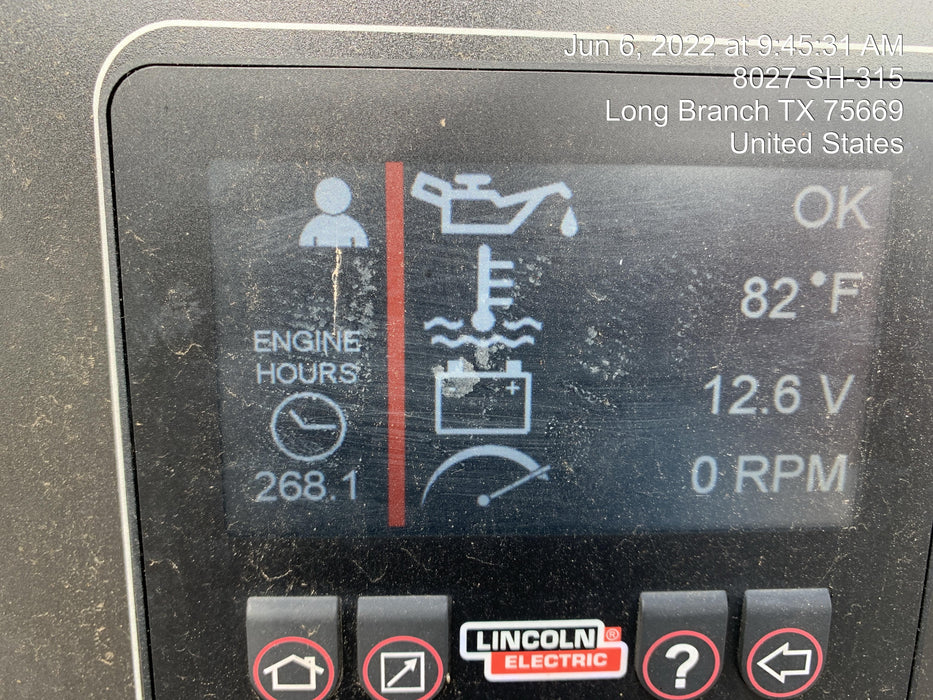 Jun 6, 2022 at 9:45:31 AM
8027 SH-315
Long Branch TX 75669
United States
OK
82°F
ENGINE
HOURS
- +
12.6 V
268.1
0 RPM
LINCOLN®
ELECTRIC
?